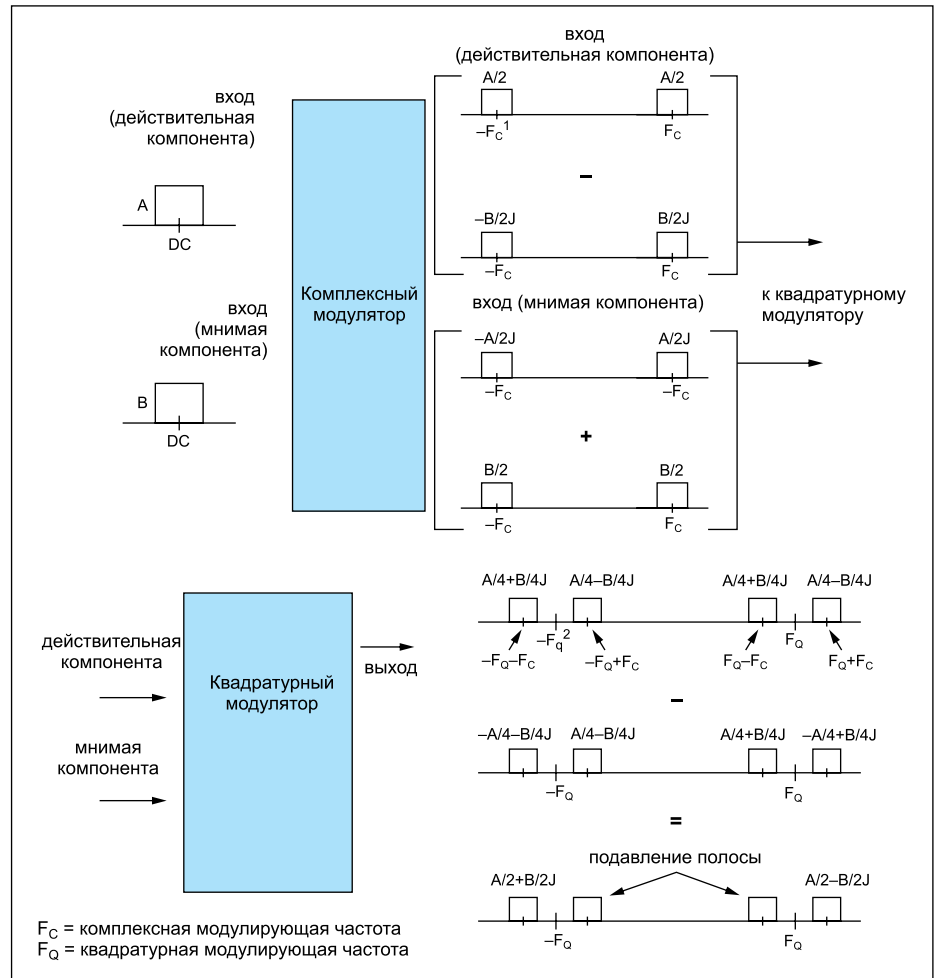 вход
(действительная компонента)
вход
(действительная
компонента)
A
DC
вход
(мнимая
компонента)
B
DC
Комплексный
модулятор
A/2 A/2
–F_C^1 F_C
–
–B/2J B/2J
–F_C F_C
вход (мнимая компонента)
к квадратурному
модулятору
–A/2J A/2J
–F_C –F_C
+
B/2 B/2
–F_C F_C
действительная
компонента
мнимая
компонента
Квадратурный
модулятор
выход
A/4+B/4J A/4–B/4J A/4+B/4J A/4–B/4J
–F_q^2 F_Q
–F_Q–F_C –F_Q+F_C F_Q–F_C F_Q+F_C
–
–A/4–B/4J A/4–B/4J A/4+B/4J –A/4+B/4J
–F_Q F_Q
=
подавление полосы
A/2+B/2J A/2–B/2J
–F_Q F_Q
F_C = комплексная модулирующая частота
F_Q = квадратурная модулирующая частота